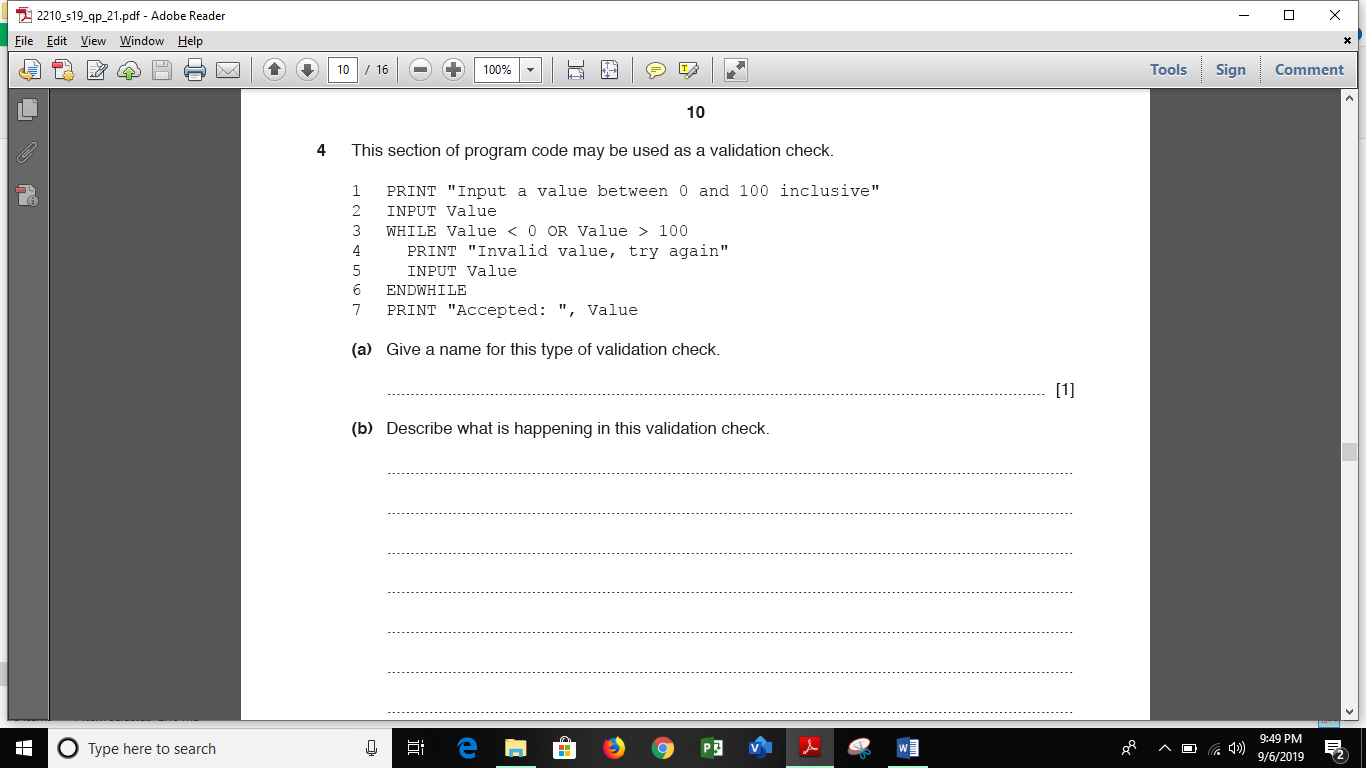 2210_s19_qp_21.pdf - Adobe Reader
File Edit View Window Help
10 / 16 100% Tools Sign Comment
10
4 This section of program code may be used as a validation check.
1 PRINT "Input a value between 0 and 100 inclusive"
2 INPUT Value
3 WHILE Value < 0 OR Value > 100
4 PRINT "Invalid value, try again"
5 INPUT Value
6 ENDWHILE
7 PRINT "Accepted: ", Value
(a) Give a name for this type of validation check.
[1]
(b) Describe what is happening in this validation check.
Type here to search
9:49 PM
9/6/2019
2